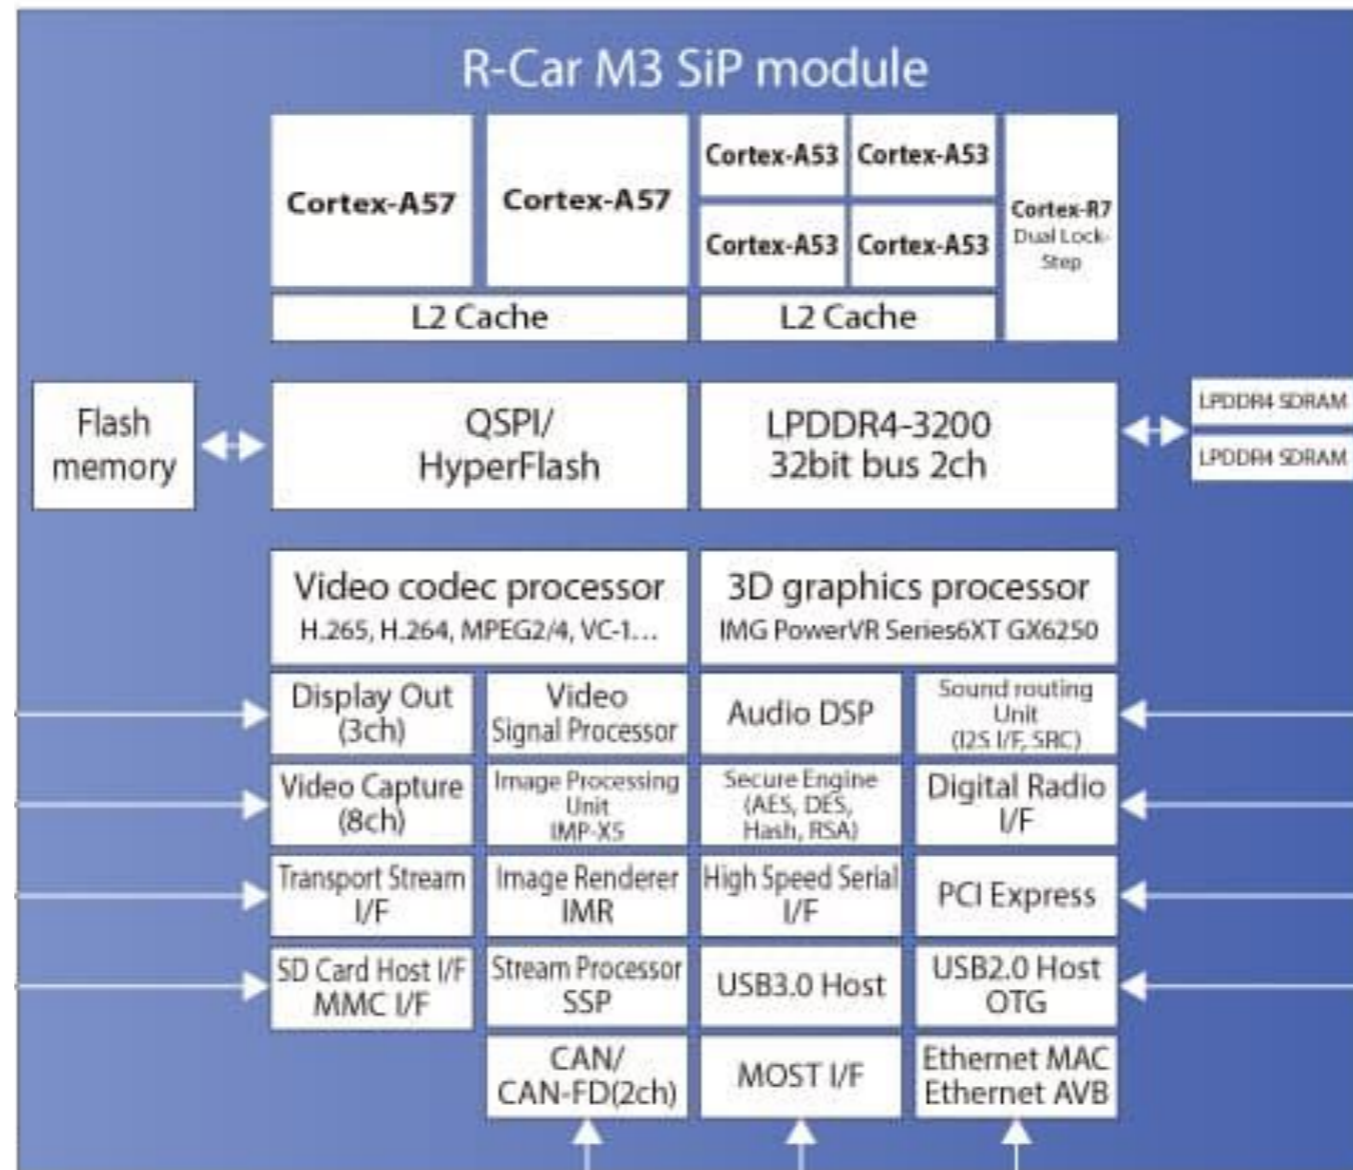 R-Car M3 SiP module
Cortex-A57
Cortex-A57
Cortex-A53
Cortex-A53
Cortex-A53
Cortex-A53
Cortex-R7
Dual Lock-
Step
L2 Cache
L2 Cache
Flash
memory
QSPI/
HyperFlash
LPDDR4-3200
32bit bus 2ch
LPDDR4 SDRAM
LPDDR4 SDRAM
Video codec processor
H.265, H.264, MPEG2/4, VC-1...
3D graphics processor
IMG PowerVR Series6XT GX6250
Display Out
(3ch)
Video
Signal Processor
Audio DSP
Sound routing
Unit
(I2S I/F, SRC)
Video Capture
(8ch)
Image Processing
Unit
IMP-X5
Secure Engine
(AES, DES,
Hash, RSA)
Digital Radio
I/F
Transport Stream
I/F
Image Renderer
IMR
High Speed Serial
I/F
PCI Express
SD Card Host I/F
MMC I/F
Stream Processor
SSP
USB3.0 Host
USB2.0 Host
OTG
CAN/
CAN-FD(2ch)
MOST I/F
Ethernet MAC
Ethernet AVB